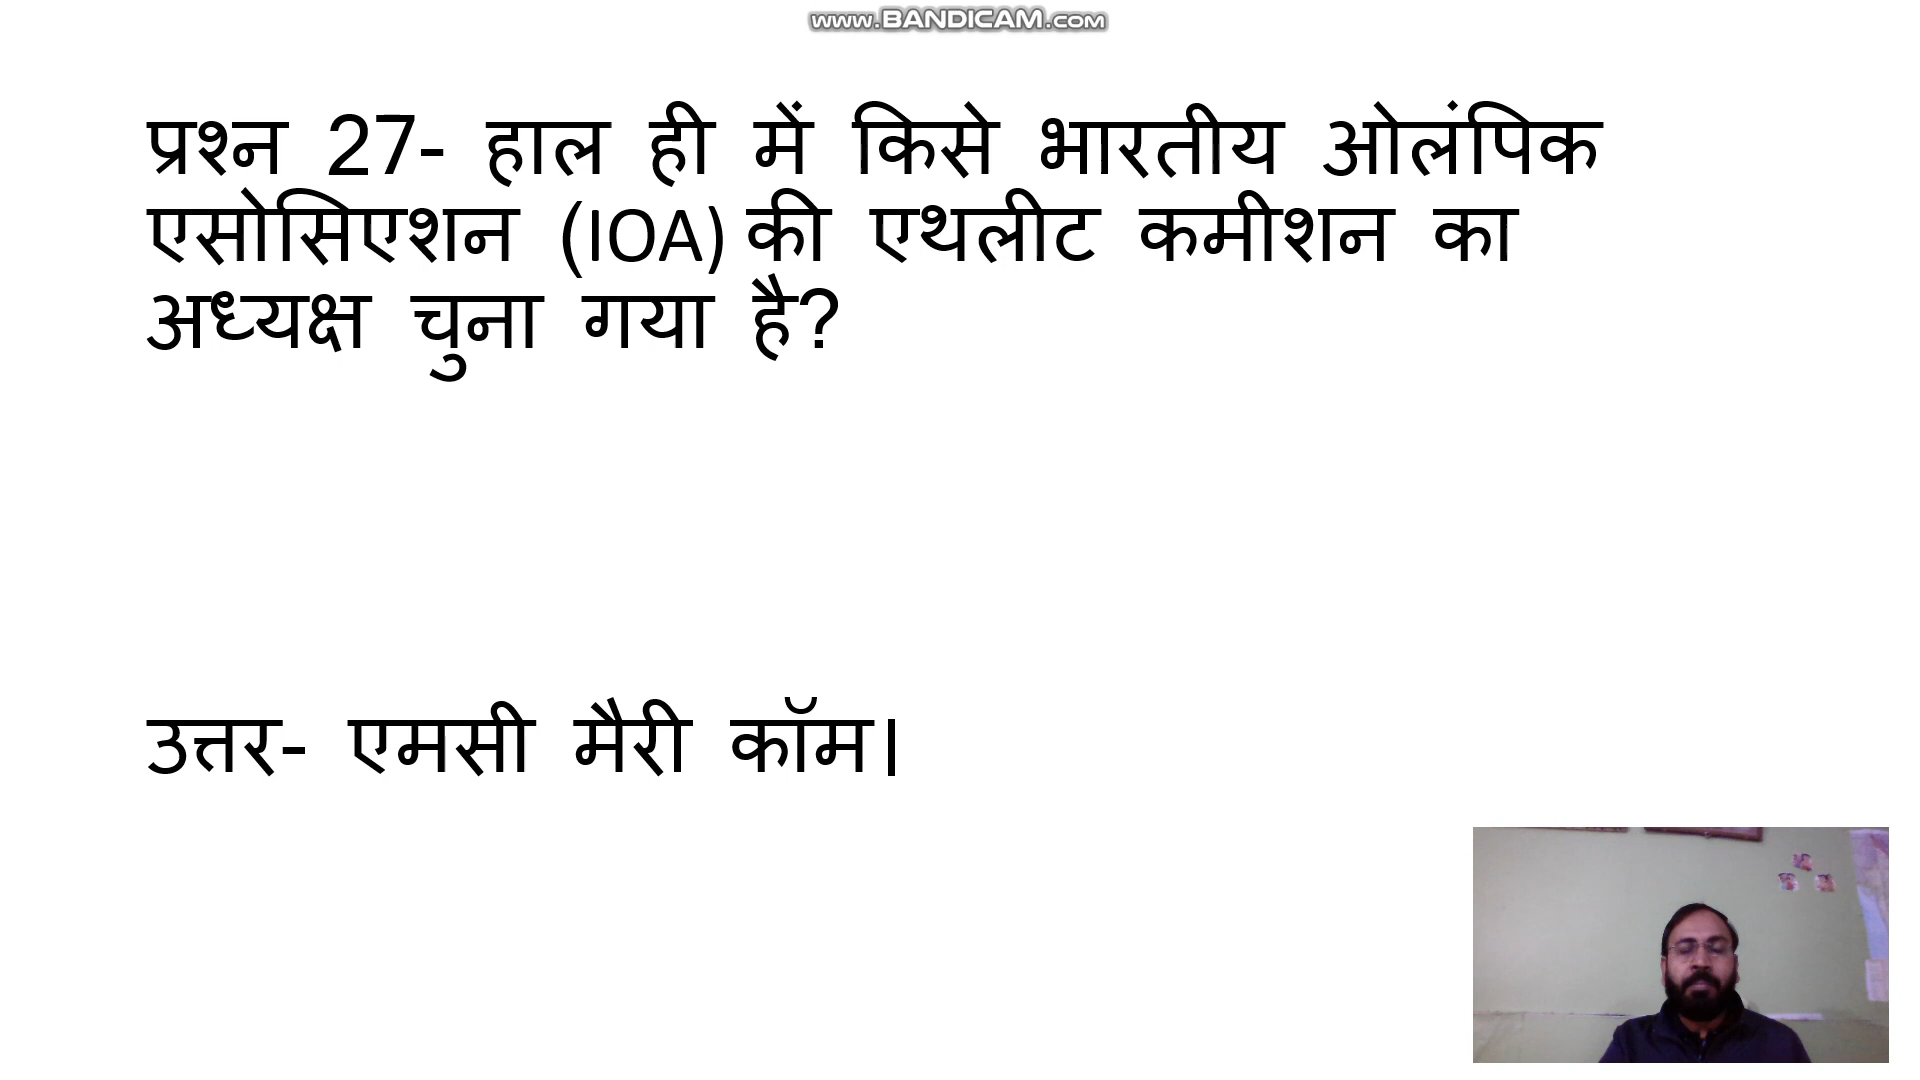 www.BANDICAM.com
प्रश्न 27- हाल ही में किसे भारतीय ओलंपिक
एसोसिएशन (IOA) की एथलीट कमीशन का
अध्यक्ष चुना गया है?
उत्तर- एमसी मैरी कॉम।